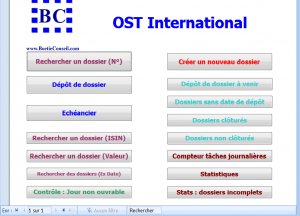 BC
OST International
www.BoetieConseil.com
Rechercher un dossier (N°)
Créer un nouveau dossier
Dépôt de dossier
Dépôt de dossier à venir
Dossiers sans date de dépôt
Echéancier
Dossiers clôturés
Rechercher un dossier (ISIN)
Dossiers non clôturés
Rechercher un dossier (Valeur)
Compteur tâches journalières
Rechercher des dossiers (Ex Date)
Statistiques
Contrôle : Jour non ouvrable
Stats : dossiers incomplets
Enr : 1 sur 1 Aucun filtre Rechercher